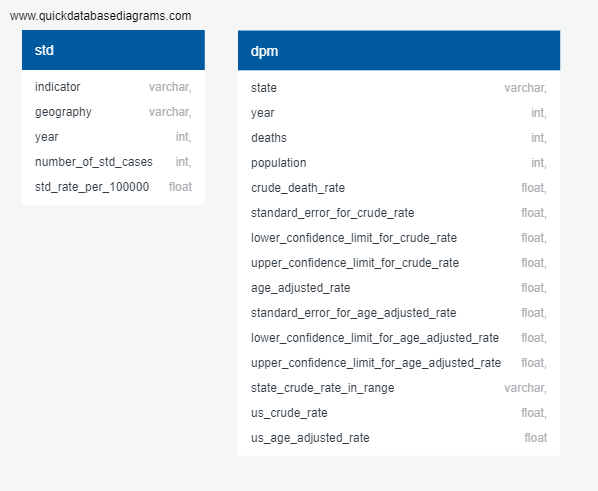 www.quickdatabasediagrams.com
std
indicator varchar,
geography varchar,
year int,
number_of_std_cases int,
std_rate_per_100000 float
dpm
state varchar,
year int,
deaths int,
population int,
crude_death_rate float,
standard_error_for_crude_rate float,
lower_confidence_limit_for_crude_rate float,
upper_confidence_limit_for_crude_rate float,
age_adjusted_rate float,
standard_error_for_age_adjusted_rate float,
lower_confidence_limit_for_age_adjusted_rate float,
upper_confidence_limit_for_age_adjusted_rate float,
state_crude_rate_in_range varchar,
us_crude_rate float,
us_age_adjusted_rate float